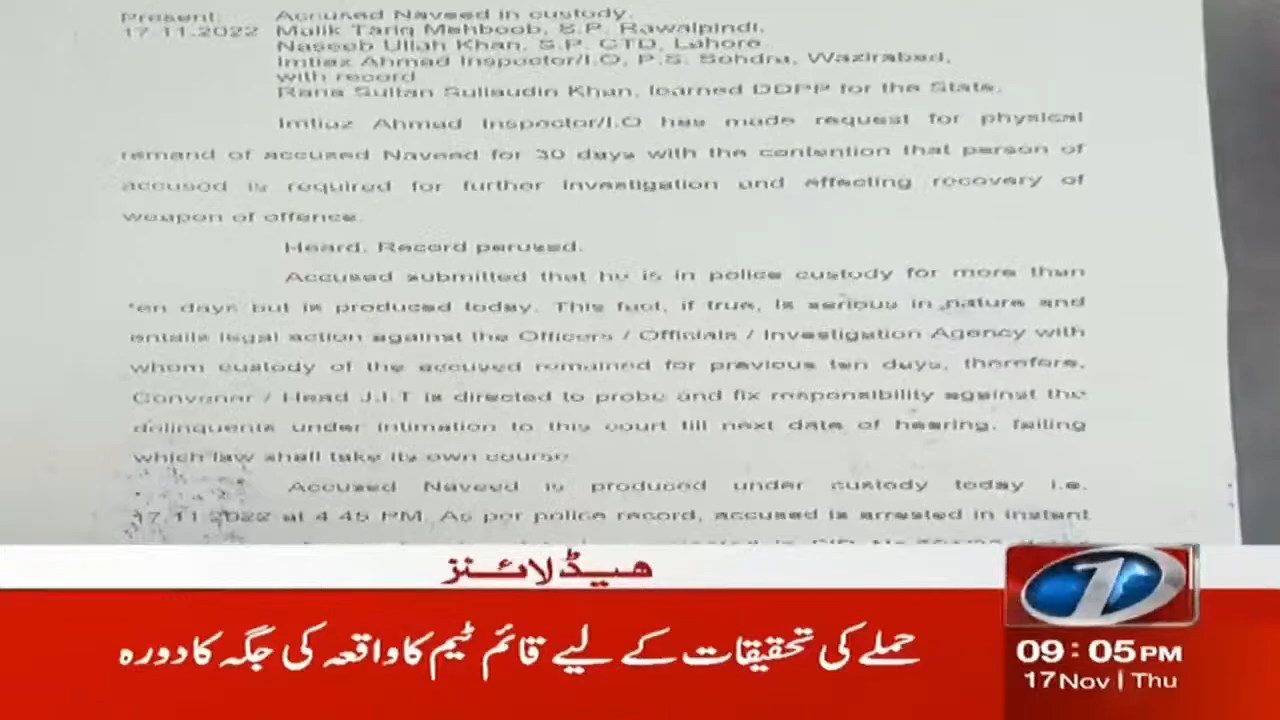 Present: Accused Naveed in custody.
17.11.2022 Malik Tariq Mehboob, S.P. Rawalpindi.
Naseeb Ullah Khan, S.P. CTD, Lahore
Imtiaz Ahmad Inspector/I.O, P.S. Sohdra, Wazirabad,
with record
Rana Sultan Sullaudin Khan, learned DDPP for the State.
Imtiaz Ahmad Inspector/I.O has made request for physical
remand of accused Naveed for 30 days with the contention that person of
accused is required for further investigation and effecting recovery of
weapon of offence.
Heard. Record perused.
Accused submitted that he is in police custody for more than
ten days but is produced today. This fact, if true, is serious in nature and
entails legal action against the Officers / Officials / Investigation Agency with
whom custody of the accused remained for previous ten days, therefore,
Convener / Head J.I.T is directed to probe and fix responsibility against the
delinquents under intimation to this court till next date of hearing, failing
which law shall take its own course
Accused Naveed is produced under custody today i.e.
17.11.2022 at 4.45 PM. As per police record, accused is arrested in instant
ھیڈلائنز
حملے کی تحقیقات کے لیے قائم ٹیم کا واقعہ کی جگہ کا دورہ
1
09:05PM
17Nov | Thu